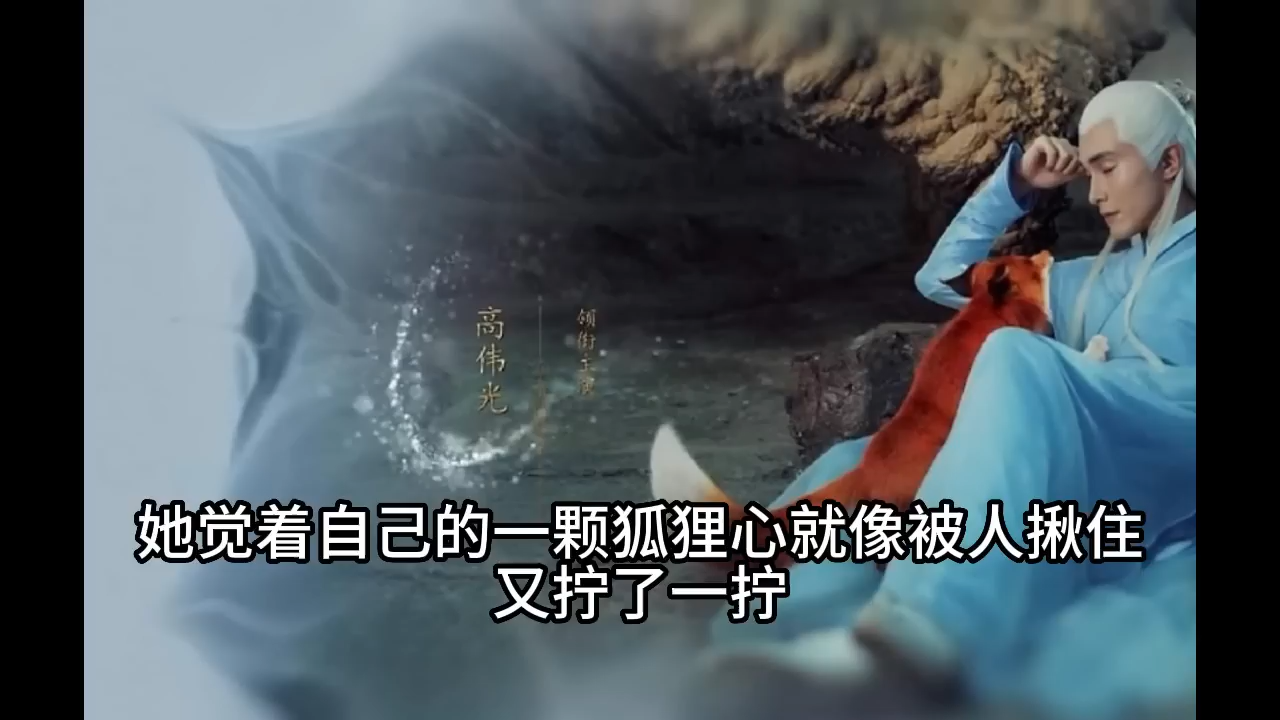 领衔主演
高伟光
她觉着自己的一颗狐狸心就像被人揪住
又拧了一拧